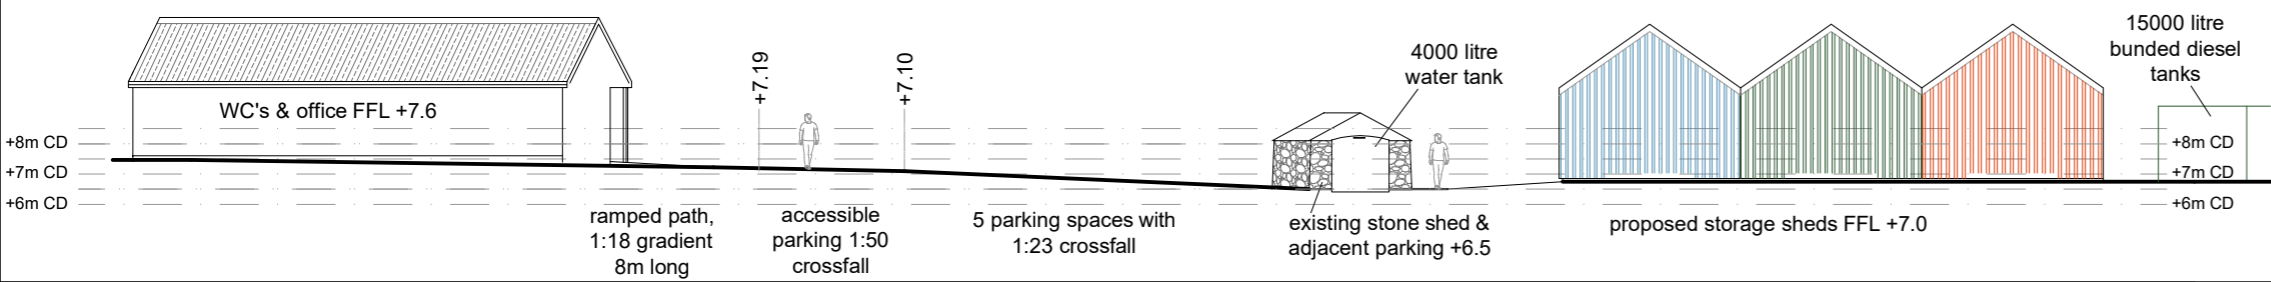 WC's & office FFL +7.6
+8m CD
+7m CD
+6m CD
ramped path,
1:18 gradient
8m long
+7.19
accessible
parking 1:50
crossfall
+7.10
5 parking spaces with
1:23 crossfall
4000 litre
water tank
existing stone shed &
adjacent parking +6.5
proposed storage sheds FFL +7.0
15000 litre
bunded diesel
tanks
+8m CD
+7m CD
+6m CD